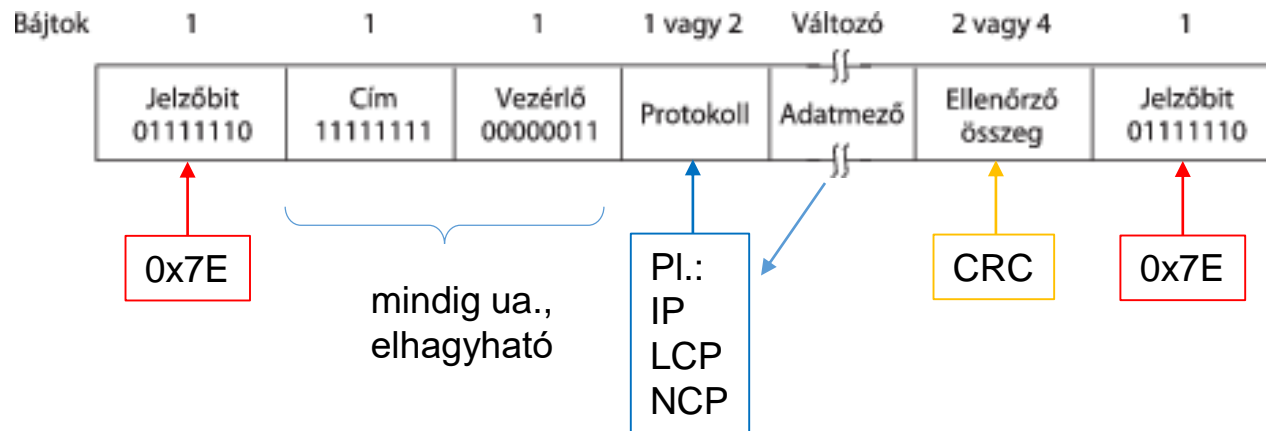 Bájtok 1 1 1 1 vagy 2 Változó 2 vagy 4 1
Jelzőbit Cím Vezérlő Protokoll Adatmező Ellenőrző Jelzőbit
01111110 11111111 00000011 összeg 01111110
0x7E
mindig ua.,
elhagyható
Pl.:
IP
LCP
NCP
CRC
0x7E